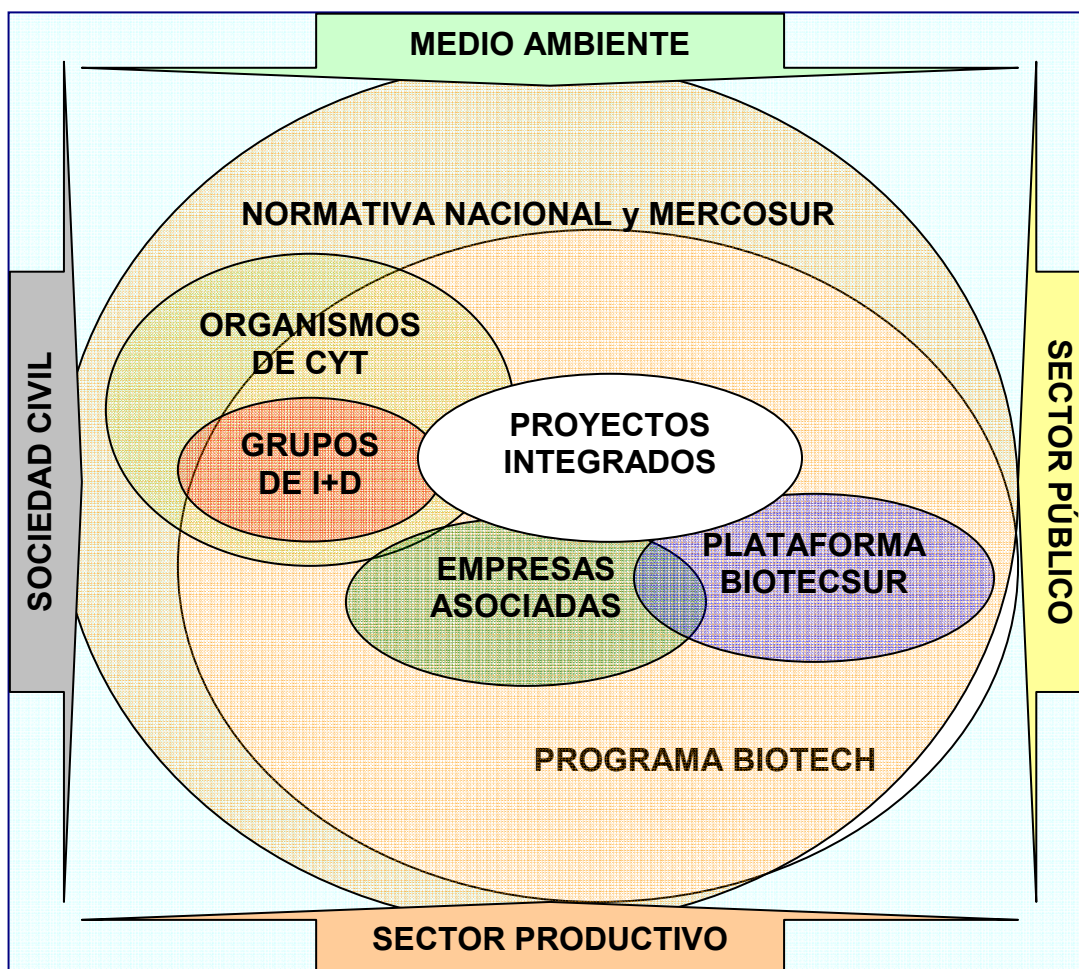 MEDIO AMBIENTE
NORMATIVA NACIONAL y MERCOSUR
ORGANISMOS
DE CYT
GRUPOS
DE I+D
PROYECTOS
INTEGRADOS
EMPRESAS
ASOCIADAS
PLATAFORMA
BIOTECSUR
PROGRAMA BIOTECH
SOCIEDAD CIVIL
SECTOR PÚBLICO
SECTOR PRODUCTIVO